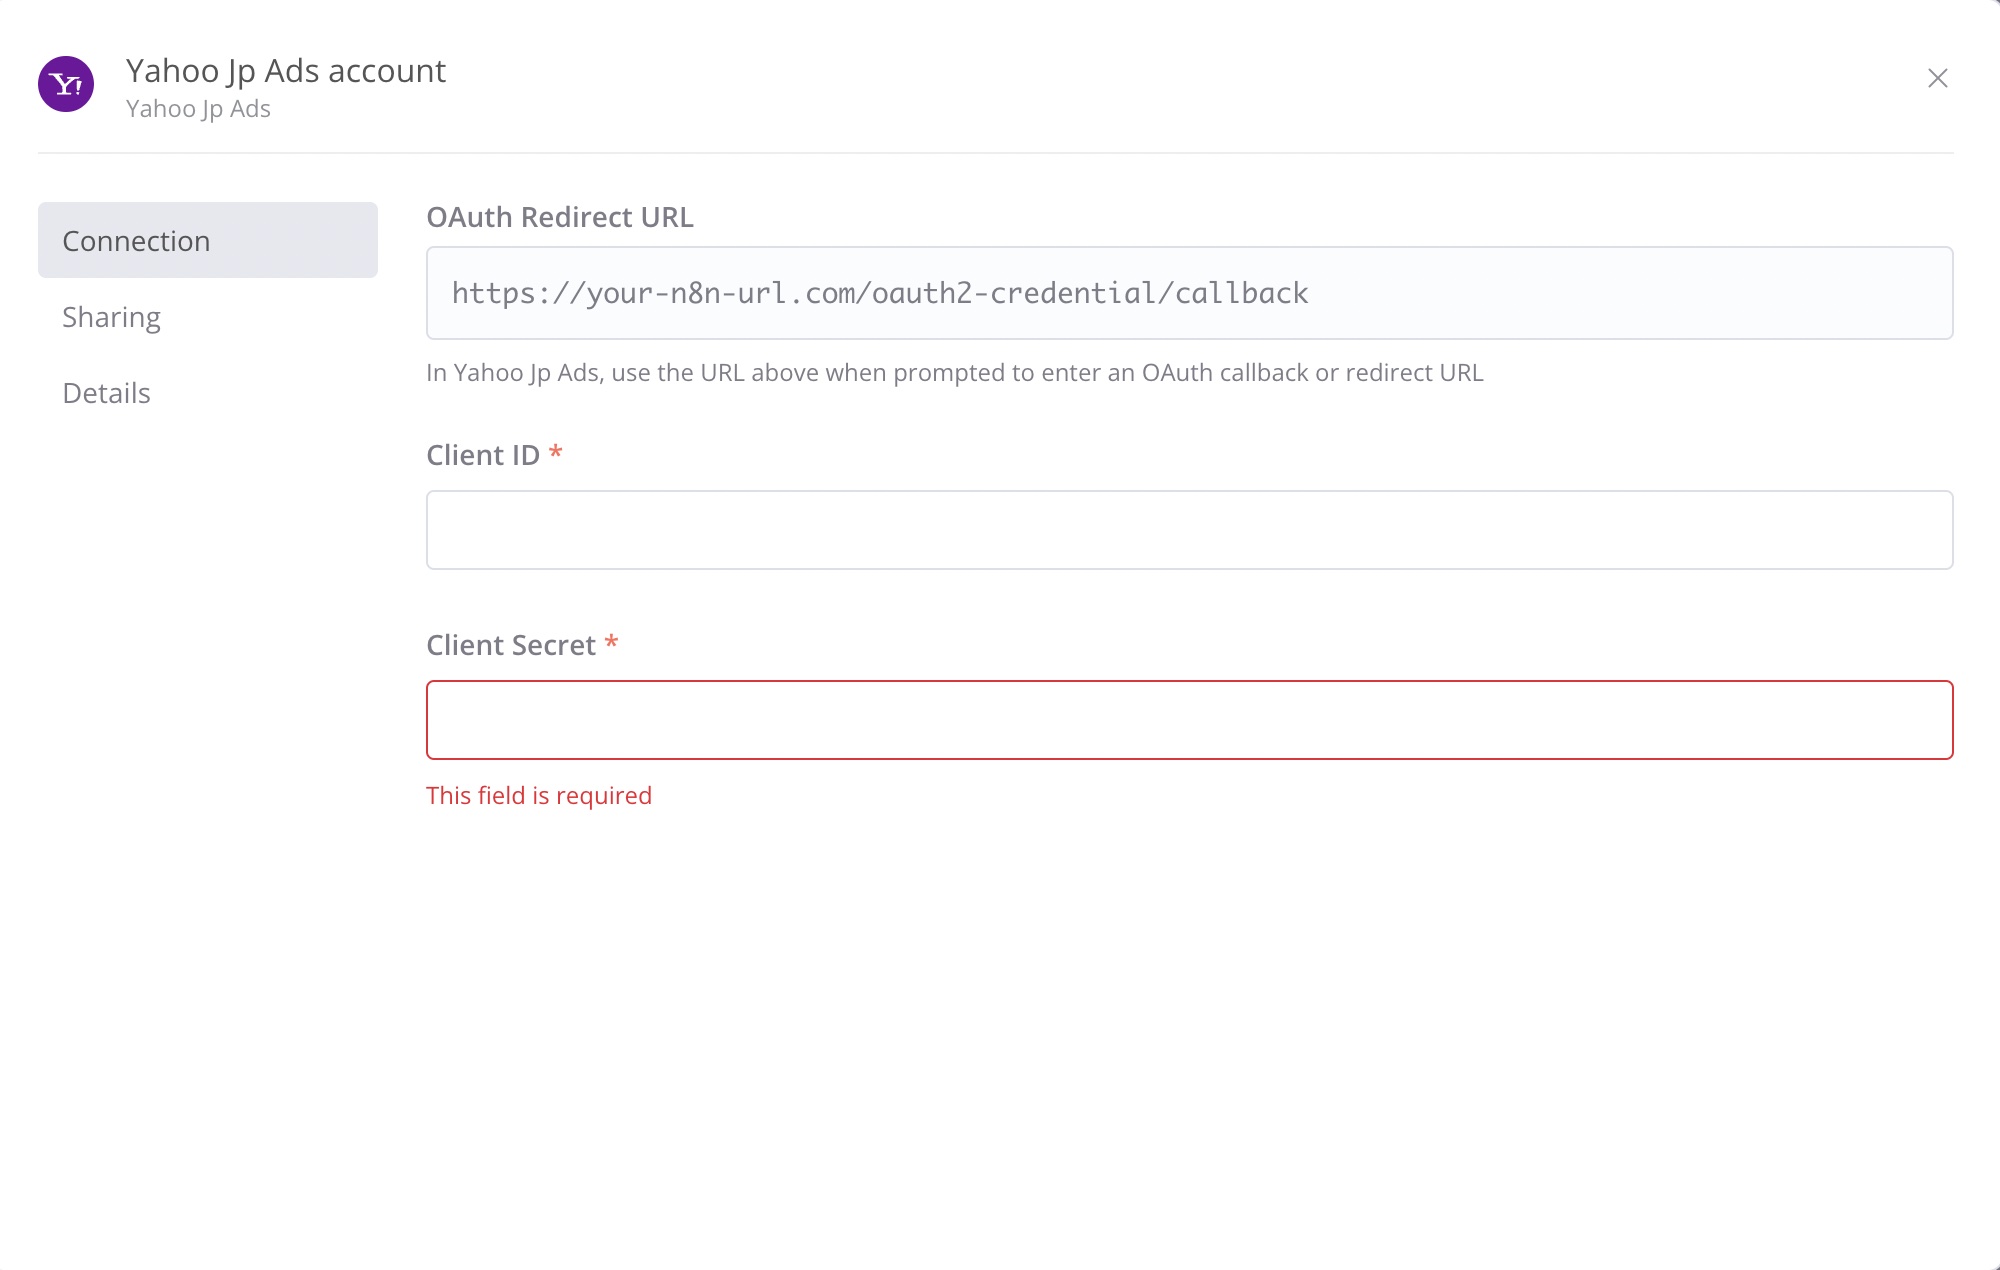 Y!
Yahoo Jp Ads account
Yahoo Jp Ads
Connection
Sharing
Details
OAuth Redirect URL
https://your-n8n-url.com/oauth2-credential/callback
In Yahoo Jp Ads, use the URL above when prompted to enter an OAuth callback or redirect URL
Client ID *
Client Secret *
This field is required